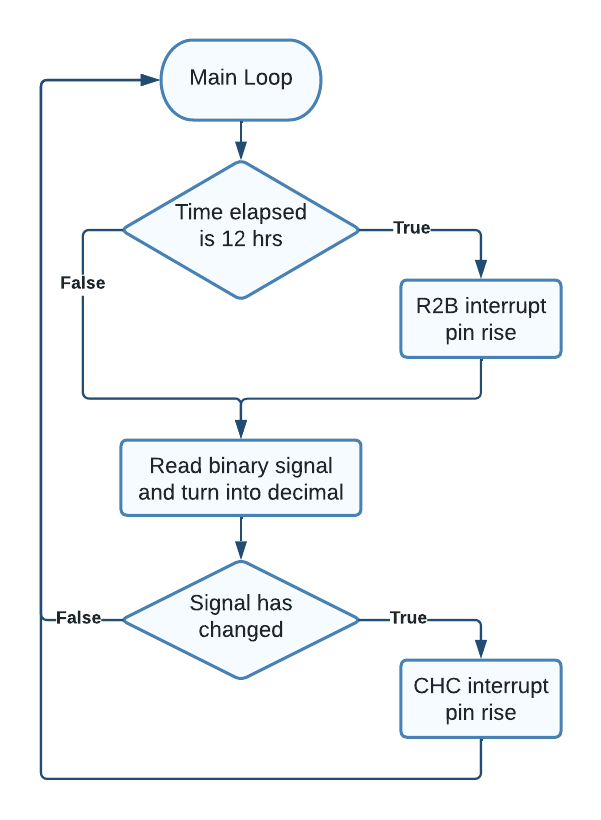 Main Loop
Time elapsed
is 12 hrs
True
False
R2B interrupt
pin rise
Read binary signal
and turn into decimal
Signal has
changed
False
True
CHC interrupt
pin rise